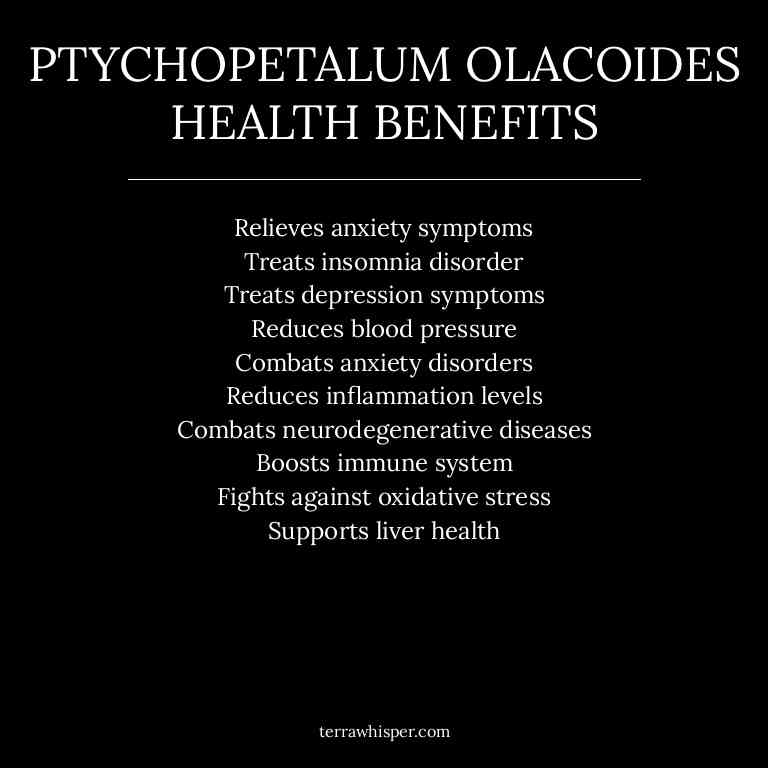 PTYCHOPETALUM OLACOIDES
HEALTH BENEFITS
Relieves anxiety symptoms
Treats insomnia disorder
Treats depression symptoms
Reduces blood pressure
Combats anxiety disorders
Reduces inflammation levels
Combats neurodegenerative diseases
Boosts immune system
Fights against oxidative stress
Supports liver health
terrawhisper.com